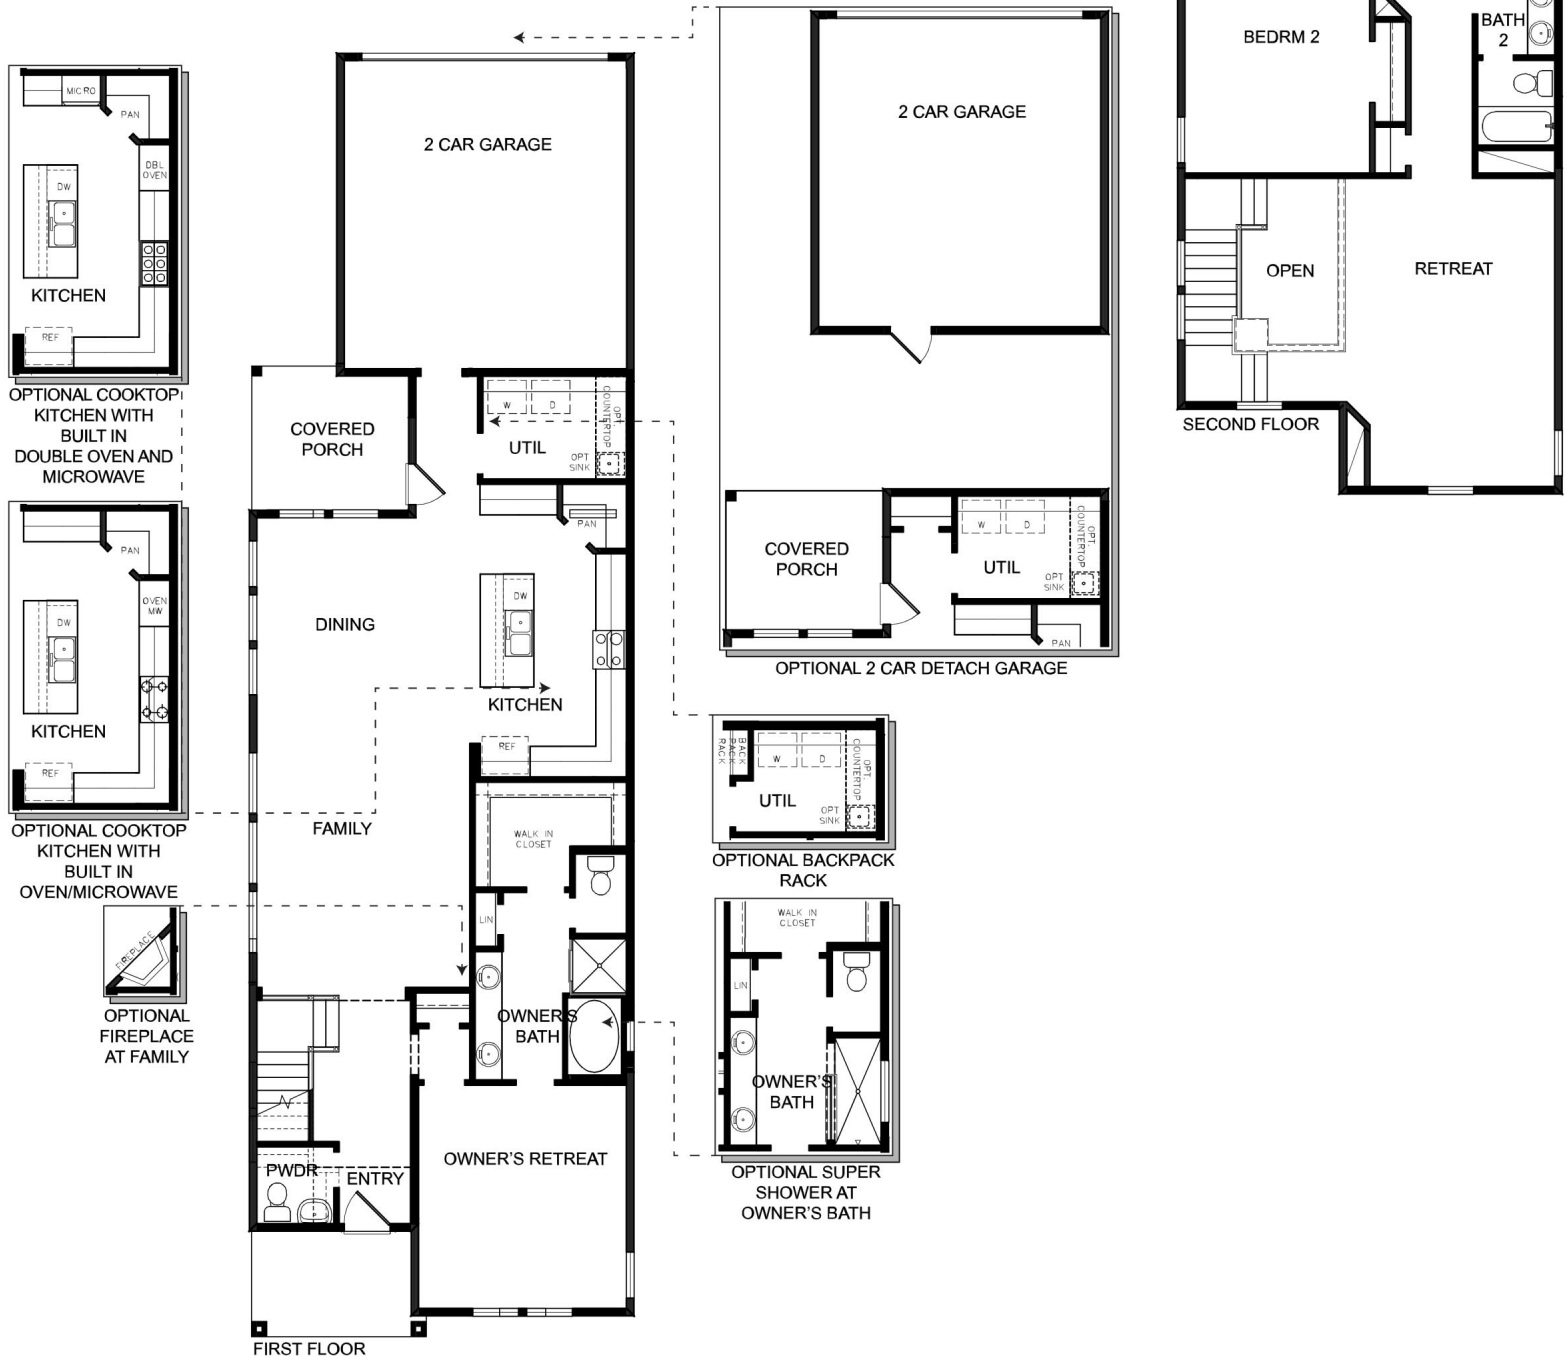 MICRO
PAN
DBL
OVEN
DW
KITCHEN
REF
OPTIONAL COOKTOP
KITCHEN WITH
BUILT IN
DOUBLE OVEN AND
MICROWAVE
PAN
OVEN
MW
DW
KITCHEN
REF
OPTIONAL COOKTOP
KITCHEN WITH
BUILT IN
OVEN/MICROWAVE
FIREPLACE
OPTIONAL
FIREPLACE
AT FAMILY
2 CAR GARAGE
COVERED
PORCH
W
D
OPT.
COUNTERTOP
UTIL
OPT
SINK
PAN
DINING
DW
KITCHEN
REF
FAMILY
WALK IN
CLOSET
LIN
OWNER'S
BATH
OWNER'S RETREAT
PWDR
ENTRY
FIRST FLOOR
2 CAR GARAGE
COVERED
PORCH
W
D
OPT.
COUNTERTOP
UTIL
OPT
SINK
PAN
OPTIONAL 2 CAR DETACH GARAGE
BACK
PACK
RACK
W
D
OPT.
COUNTERTOP
UTIL
OPT
SINK
OPTIONAL BACKPACK
RACK
WALK IN
CLOSET
LIN
OWNER'S
BATH
OPTIONAL SUPER
SHOWER AT
OWNER'S BATH
BEDRM 2
BATH
2
OPEN
RETREAT
SECOND FLOOR